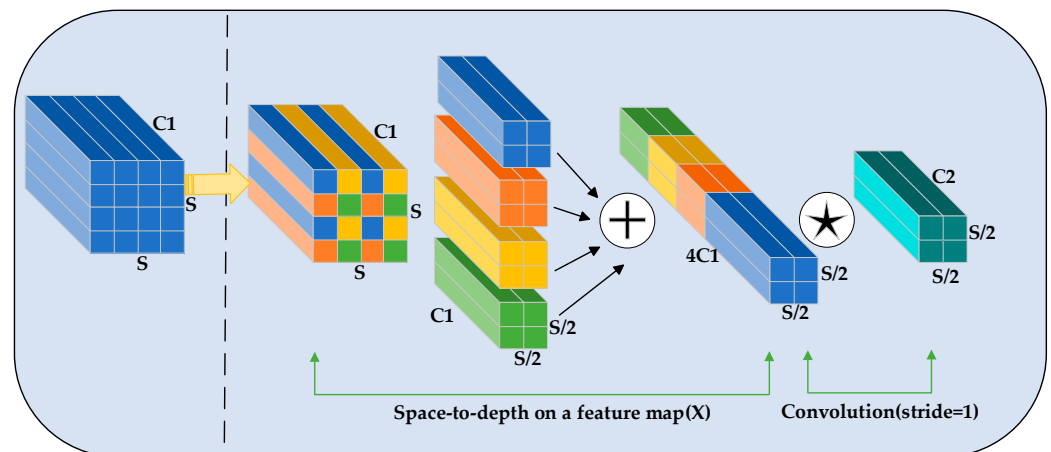 C1
S
S
C1
S
S
C1
S/2
S/2
4C1
S/2
S/2
C2
S/2
S/2
Space-to-depth on a feature map(X)
Convolution(stride=1)